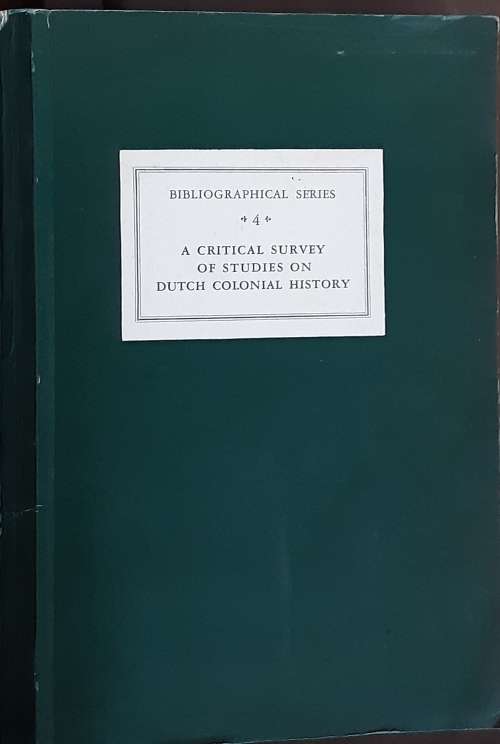 BIBLIOGRAPHICAL SERIES
4
A CRITICAL SURVEY
OF STUDIES ON
DUTCH COLONIAL HISTORY